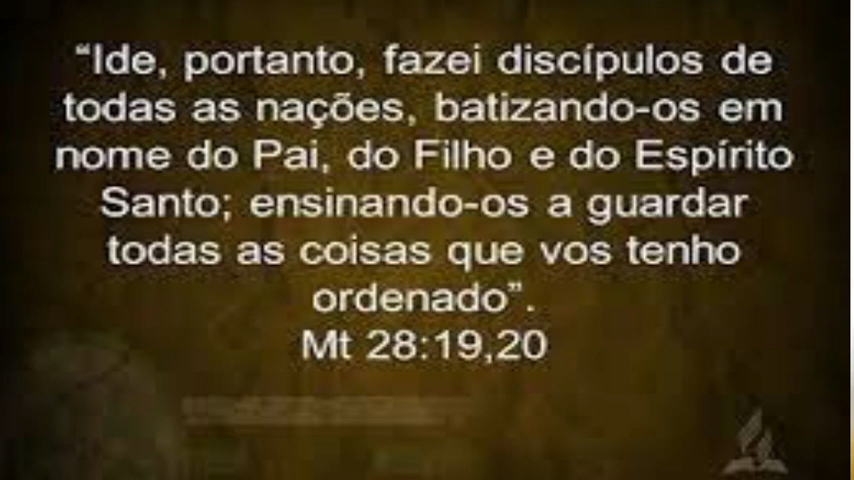 “Ide, portanto, fazei discípulos de
todas as nações, batizando-os em
nome do Pai, do Filho e do Espírito
Santo; ensinando-os a guardar
todas as coisas que vos tenho
ordenado”.
Mt 28:19,20